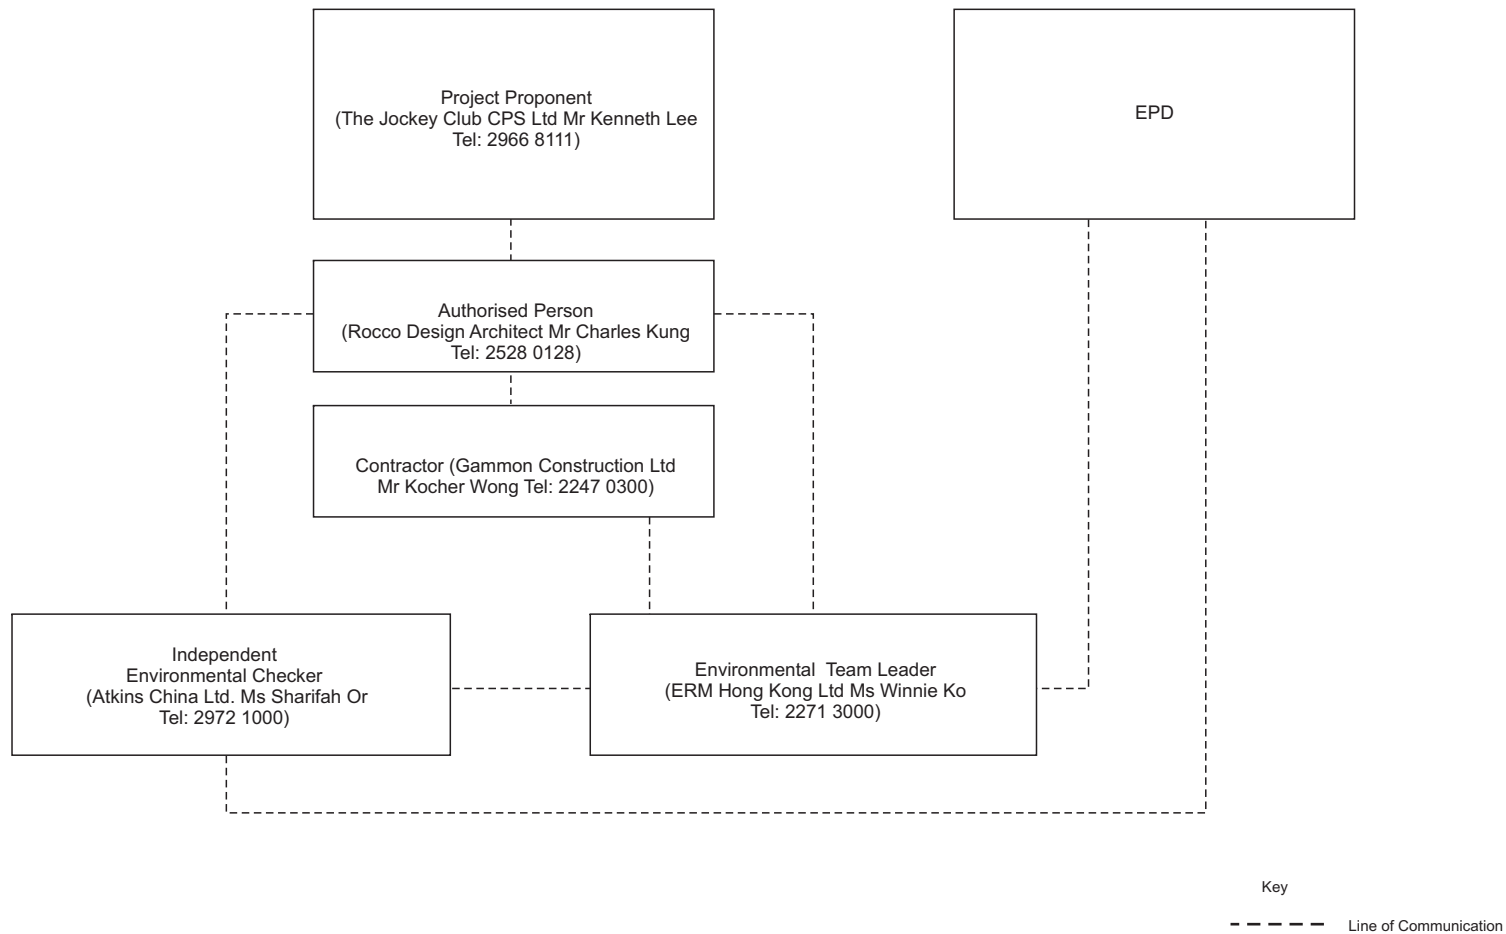 Project Proponent
(The Jockey Club CPS Ltd Mr Kenneth Lee
Tel: 2966 8111)
EPD
Authorised Person
(Rocco Design Architect Mr Charles Kung
Tel: 2528 0128)
Contractor (Gammon Construction Ltd
Mr Kocher Wong Tel: 2247 0300)
Independent
Environmental Checker
(Atkins China Ltd. Ms Sharifah Or
Tel: 2972 1000)
Environmental Team Leader
(ERM Hong Kong Ltd Ms Winnie Ko
Tel: 2271 3000)
Key
Line of Communication